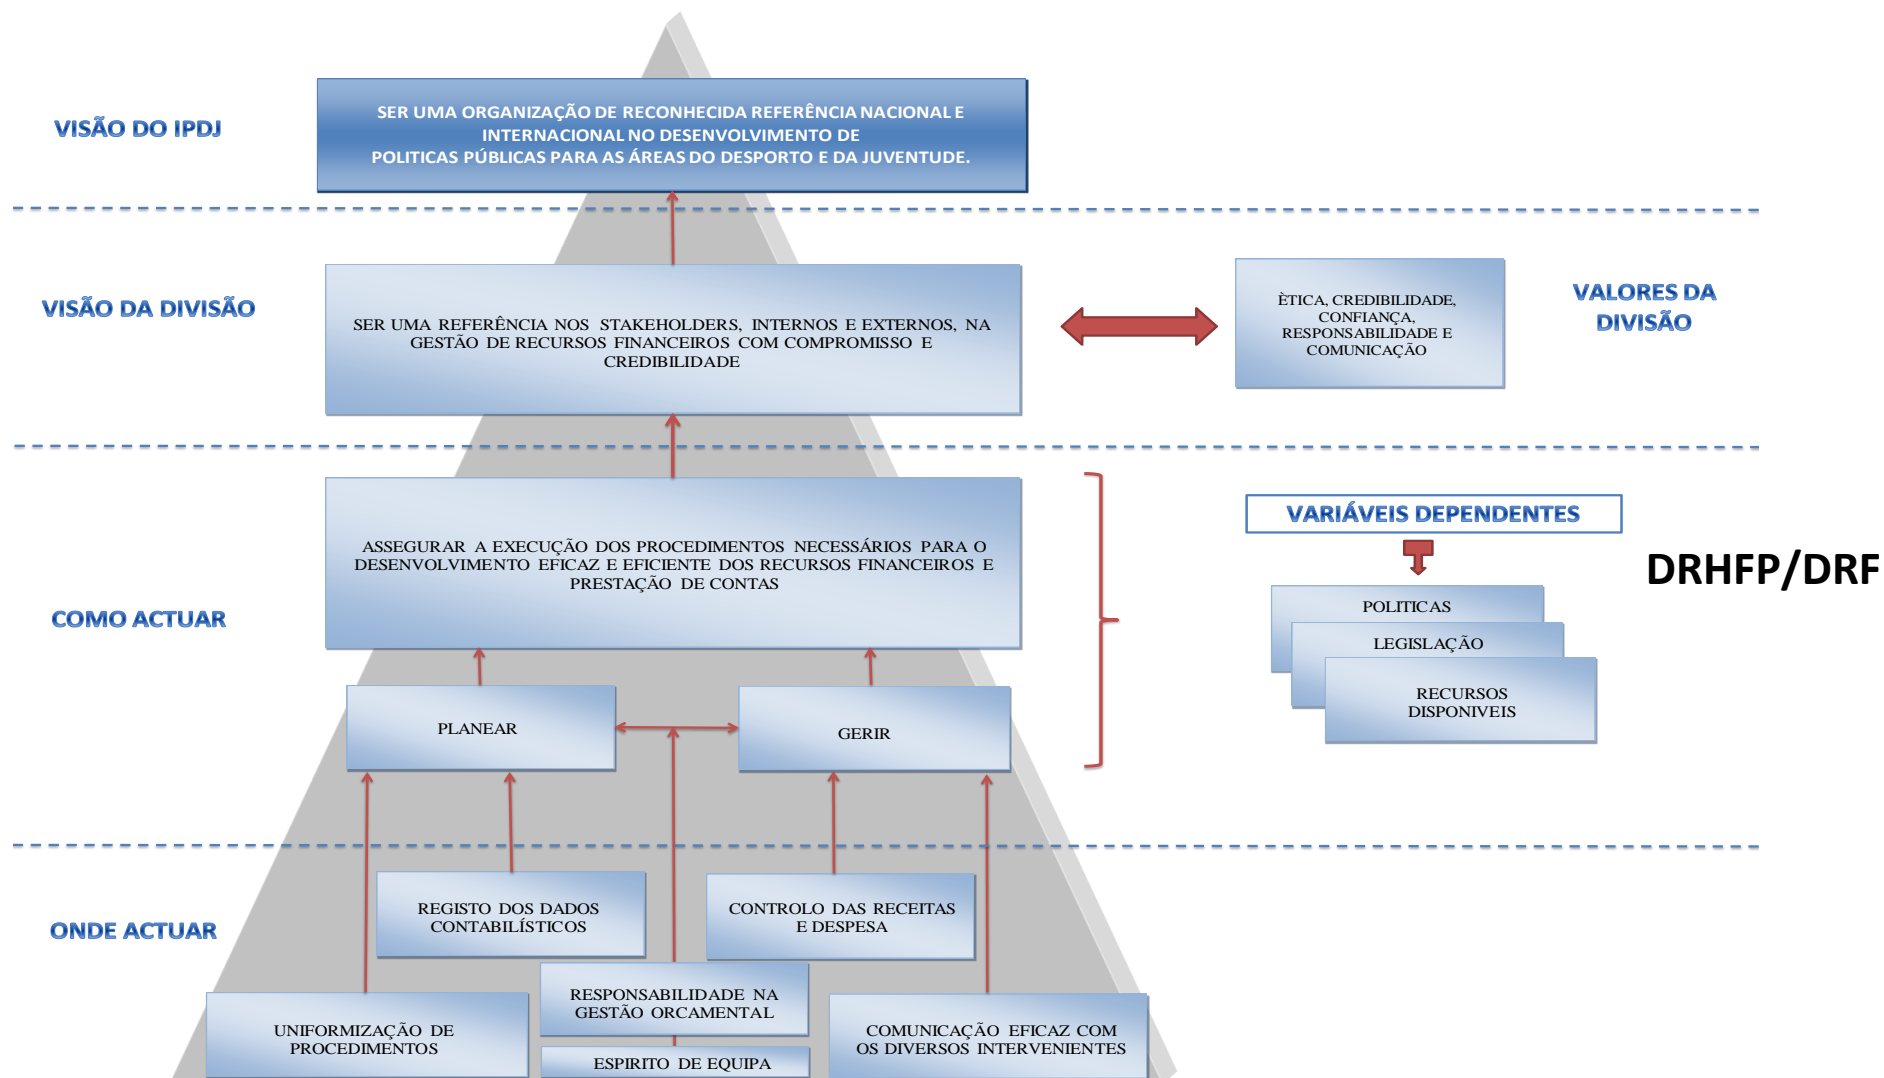 VISÃO DO IPDJ
SER UMA ORGANIZAÇÃO DE RECONHECIDA REFERÊNCIA NACIONAL E
INTERNACIONAL NO DESENVOLVIMENTO DE
POLITICAS PÚBLICAS PARA AS ÁREAS DO DESPORTO E DA JUVENTUDE.
VISÃO DA DIVISÃO
SER UMA REFERÊNCIA NOS STAKEHOLDERS, INTERNOS E EXTERNOS, NA
GESTÃO DE RECURSOS FINANCEIROS COM COMPROMISSO E
CREDIBILIDADE
ÈTICA, CREDIBILIDADE,
CONFIANÇA,
RESPONSABILIDADE E
COMUNICAÇÃO
VALORES DA
DIVISÃO
COMO ACTUAR
ASSEGURAR A EXECUÇÃO DOS PROCEDIMENTOS NECESSÁRIOS PARA O
DESENVOLVIMENTO EFICAZ E EFICIENTE DOS RECURSOS FINANCEIROS E
PRESTAÇÃO DE CONTAS
PLANEAR
GERIR
VARIÁVEIS DEPENDENTES
POLITICAS
LEGISLAÇÃO
RECURSOS
DISPONIVEIS
DRHFP/DRF
ONDE ACTUAR
REGISTO DOS DADOS
CONTABILÍSTICOS
CONTROLO DAS RECEITAS
E DESPESA
UNIFORMIZAÇÃO DE
PROCEDIMENTOS
RESPONSABILIDADE NA
GESTÃO ORCAMENTAL
ESPIRITO DE EQUIPA
COMUNICAÇÃO EFICAZ COM
OS DIVERSOS INTERVENIENTES